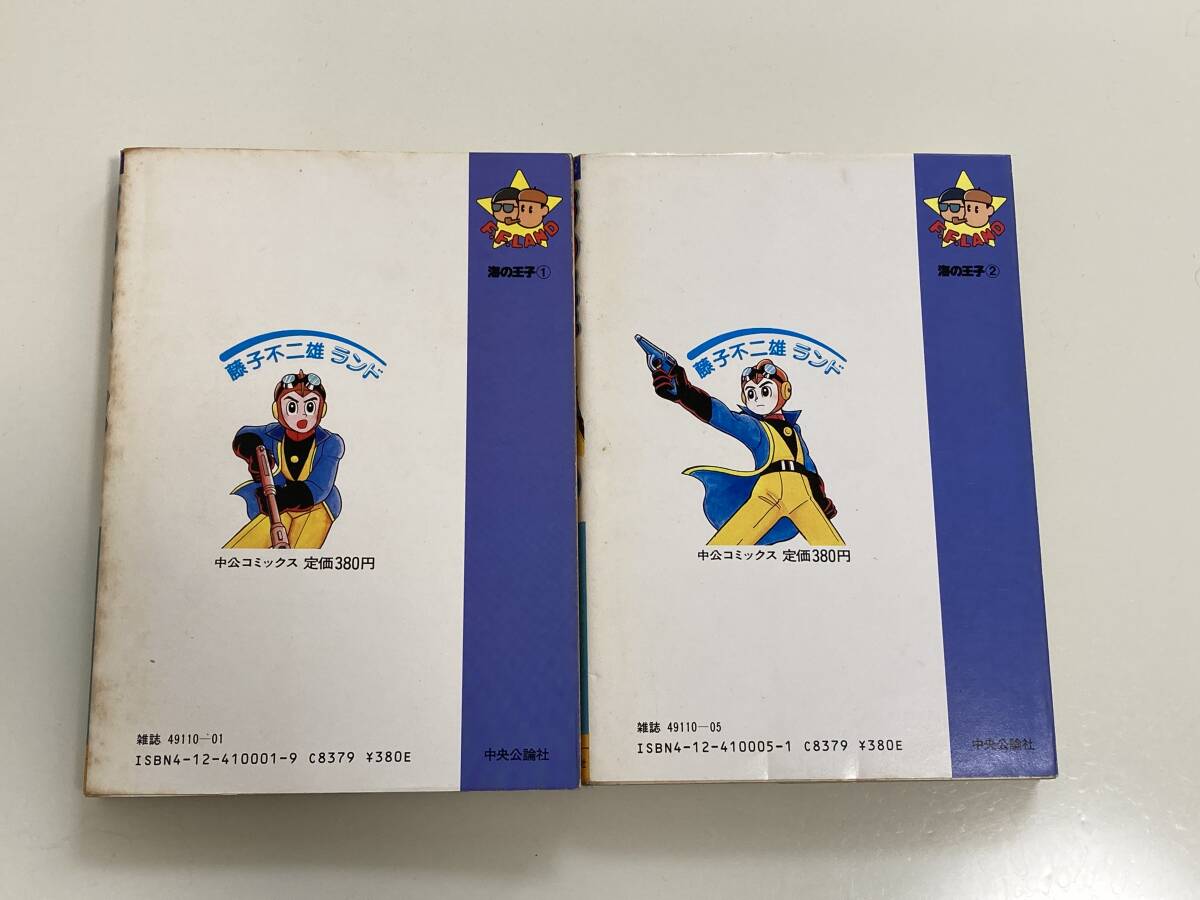 F.F.LAND
海の王子①
藤子不二雄 ランド
中公コミックス 定価380円
雑誌 49110―01
ISBN4-12-410001-9 C8379 ¥380E
中央公論社
F.F.LAND
海の王子②
藤子不二雄 ランド
中公コミックス 定価380円
雑誌 49110―05
ISBN4-12-410005-1 C8379 ¥380E
中央公論社